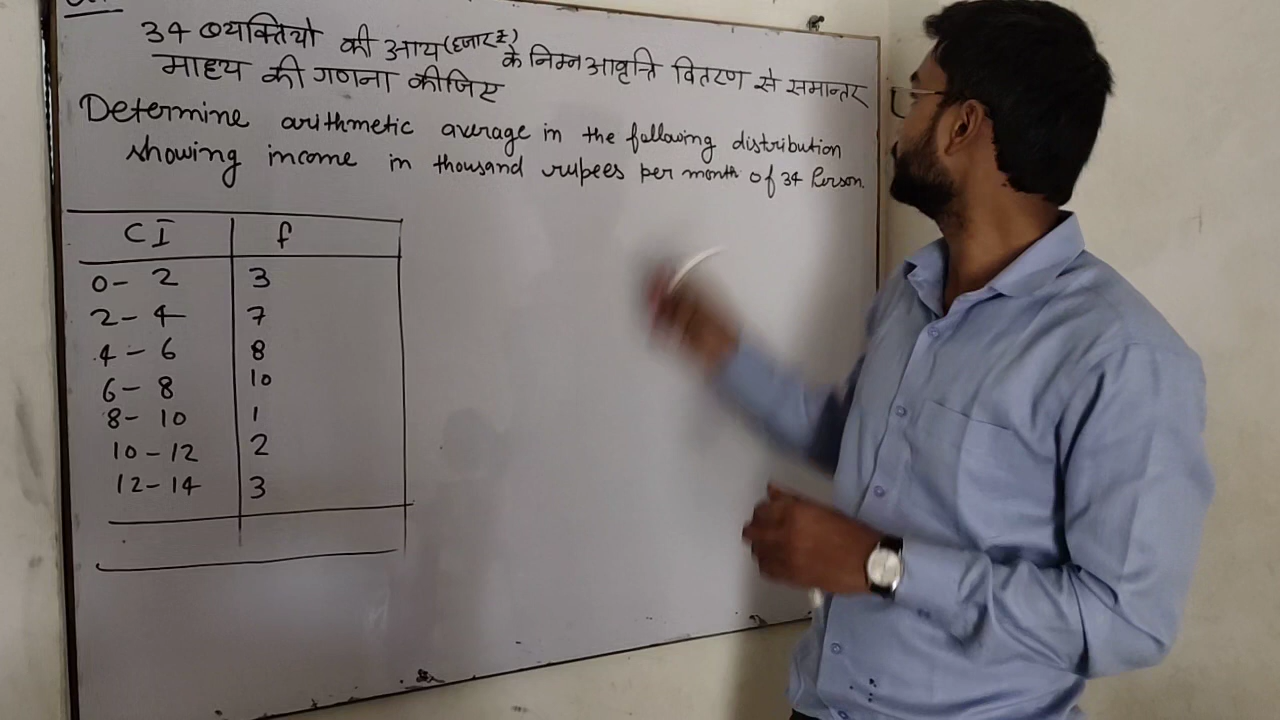 34 व्यक्तियो की आय (हजार ₹) के निम्न आवृत्ति वितरण से समान्तर
माध्य की गणना कीजिए
Determine arithmetic average in the following distribution
showing income in thousand rupees per month of 34 Person.
CI f
0 - 2 3
2 - 4 7
4 - 6 8
6 - 8 10
8 - 10 1
10 - 12 2
12 - 14 3